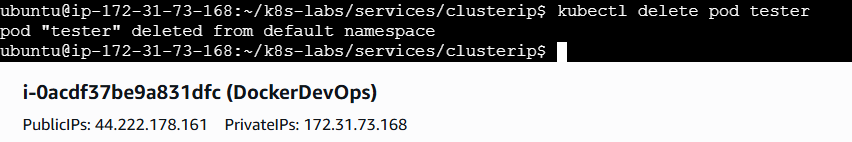 ubuntu@ip-172-31-73-168:~/k8s-labs/services/clusterip$ kubectl delete pod tester
pod "tester" deleted from default namespace
ubuntu@ip-172-31-73-168:~/k8s-labs/services/clusterip$
i-0acdf37be9a831dfc (DockerDevOps)
PublicIPs: 44.222.178.161 PrivateIPs: 172.31.73.168